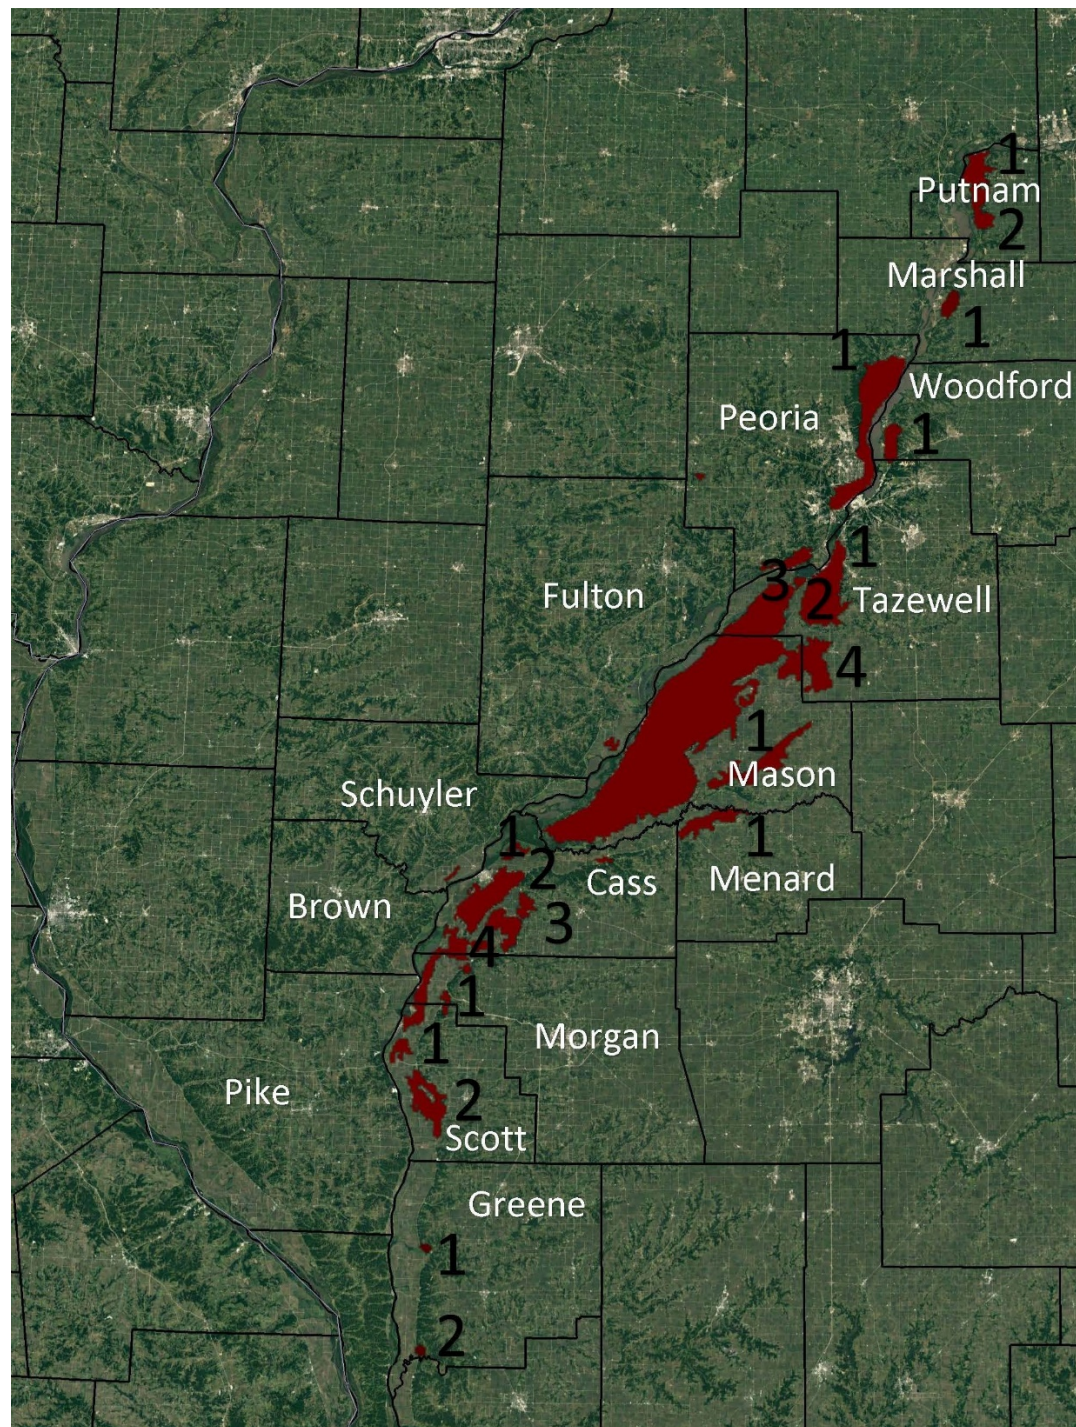 1
Putnam
2
Marshall
1
1
Woodford
Peoria
1
1
3
2
Fulton
Tazewell
4
1
Mason
Schuyler
1
1
2
Cass
Menard
Brown
3
4
1
Morgan
1
Pike
2
Scott
Greene
1
2